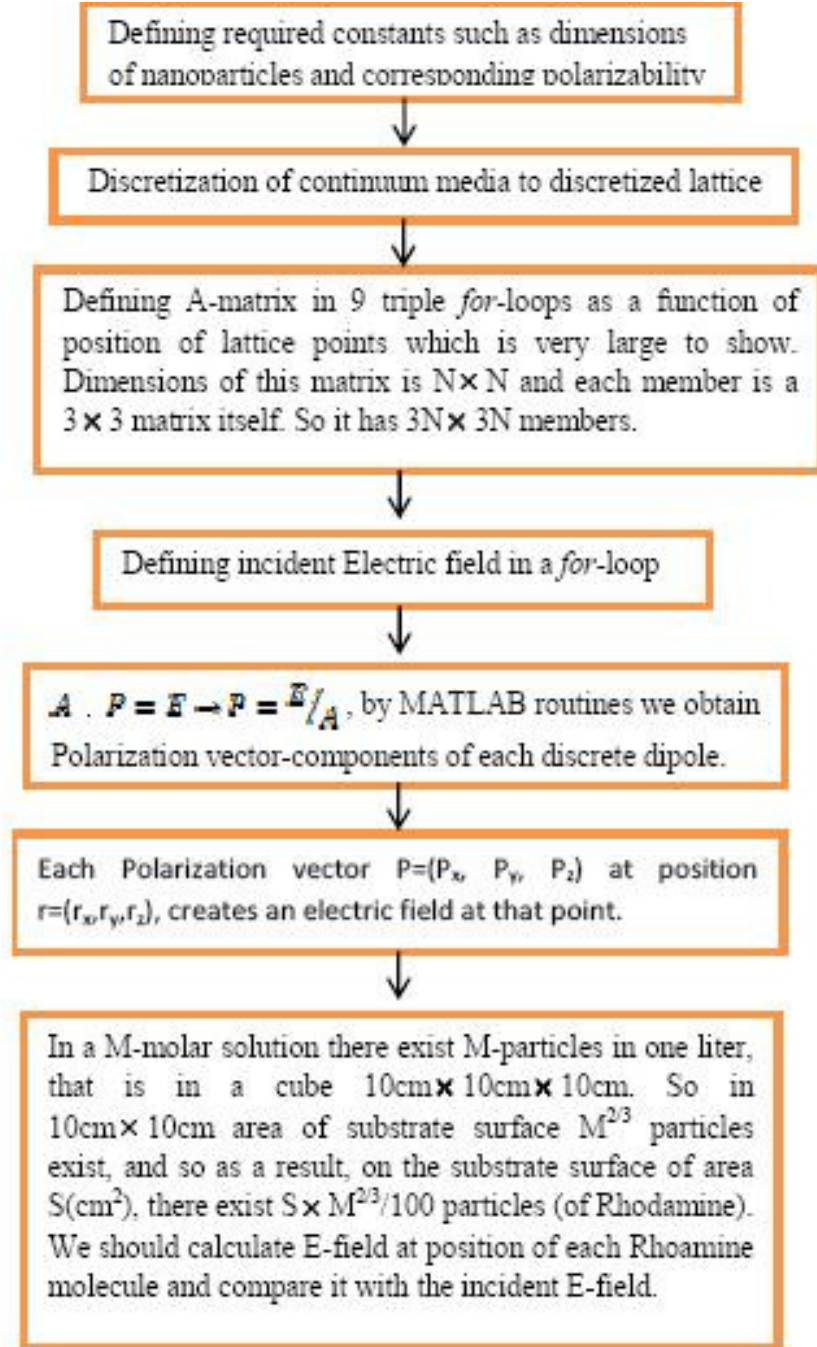 Defining required constants such as dimensions
of nanoparticles and corresponding polarizability
Discretization of continuum media to discretized lattice
Defining A-matrix in 9 triple for-loops as a function of
position of lattice points which is very large to show.
Dimensions of this matrix is N× N and each member is a
3 × 3 matrix itself. So it has 3N× 3N members.
Defining incident Electric field in a for-loop
A . P = E → P = E/A , by MATLAB routines we obtain
Polarization vector-components of each discrete dipole.
Each Polarization vector P=(Px, Py, Pz) at position
r=(rx,ry,rz), creates an electric field at that point.
In a M-molar solution there exist M-particles in one liter,
that is in a cube 10cm× 10cm× 10cm. So in
10cm× 10cm area of substrate surface M^2/3 particles
exist, and so as a result, on the substrate surface of area
S(cm²), there exist S× M^2/3/100 particles (of Rhodamine).
We should calculate E-field at position of each Rhoamine
molecule and compare it with the incident E-field.